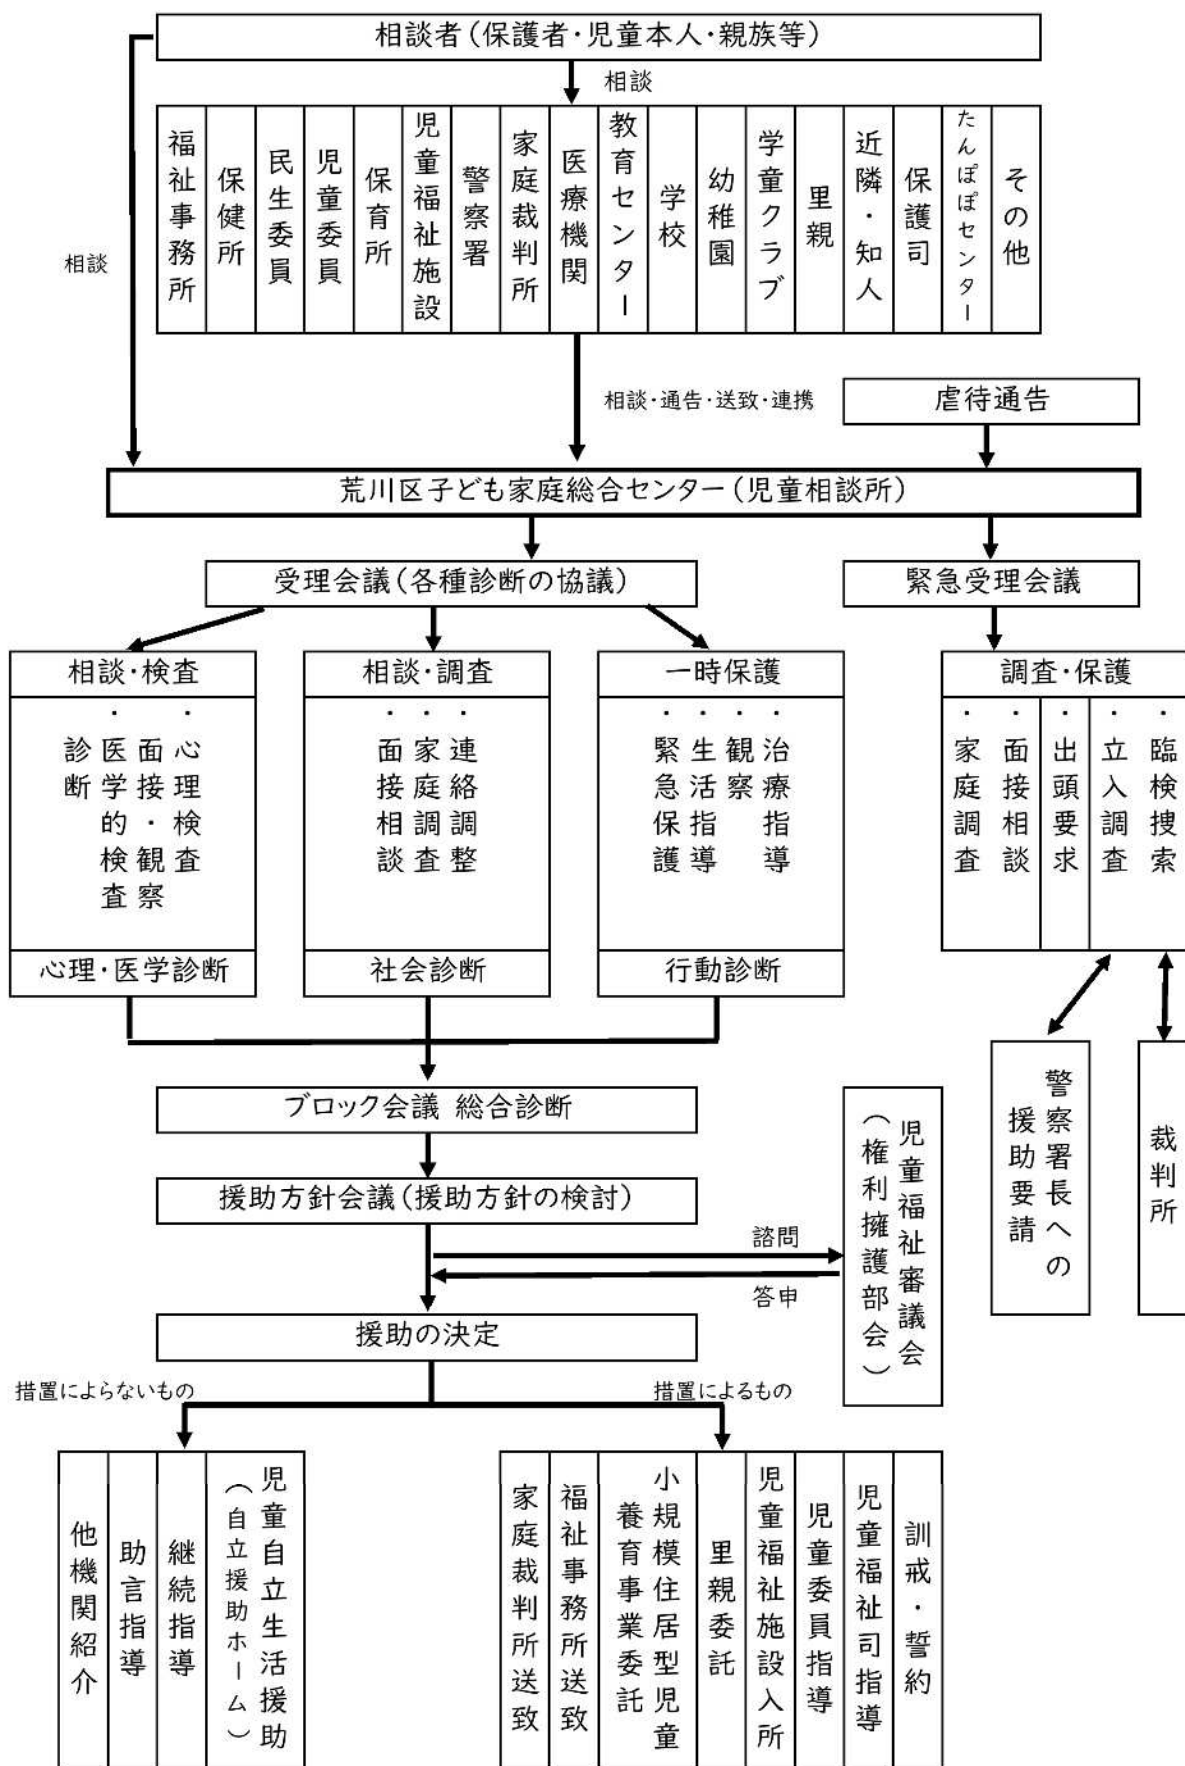 相談者(保護者・児童本人・親族等)
相談
相談
福祉事務所
保健所
民生委員
児童委員
保育所
児童福祉施設
警察署
家庭裁判所
医療機関
教育センター
学校
幼稚園
学童クラブ
里親
近隣・知人
保護司
たんぽぽセンター
その他
相談・通告・送致・連携
虐待通告
荒川区子ども家庭総合センター(児童相談所)
受理会議(各種診断の協議)
緊急受理会議
相談・検査
・心理検査
面接・観察
・医学的検査
診断
心理・医学診断
相談・調査
・連絡調整
・家庭調査
・面接相談
社会診断
一時保護
・治療指導
・観察
・生活指導
・緊急保護
行動診断
調査・保護
・家庭調査
・面接相談
出頭要求
・立入調査
・臨検捜索
警察署長への
援助要請
裁判所
ブロック会議 総合診断
援助方針会議(援助方針の検討)
諮問
答申
児童福祉審議会
(権利擁護部会)
援助の決定
措置によらないもの
措置によるもの
他機関紹介
助言指導
継続指導
児童自立生活援助
(自立援助ホーム)
家庭裁判所送致
福祉事務所送致
小規模住居型児童
養育事業委託
里親委託
児童福祉施設入所
児童委員指導
児童福祉司指導
訓戒・誓約